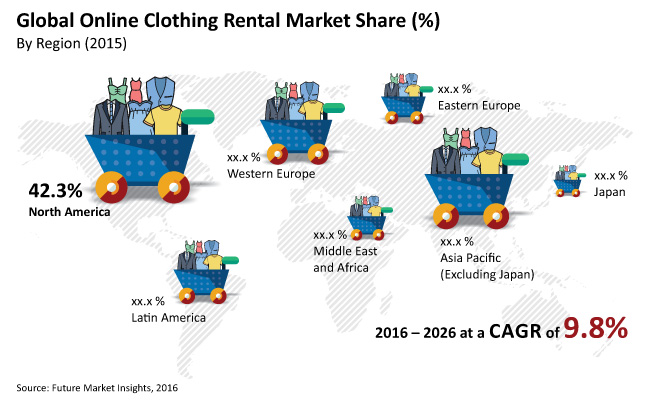 Global Online Clothing Rental Market Share (%)
By Region (2015)
xx.x %
Eastern Europe
xx.x %
Western Europe
42.3%
North America
xx.x %
Japan
xx.x %
Middle East
and Africa
xx.x %
Asia Pacific
(Excluding Japan)
xx.x %
Latin America
2016 – 2026 at a CAGR of 9.8%
Source: Future Market Insights, 2016